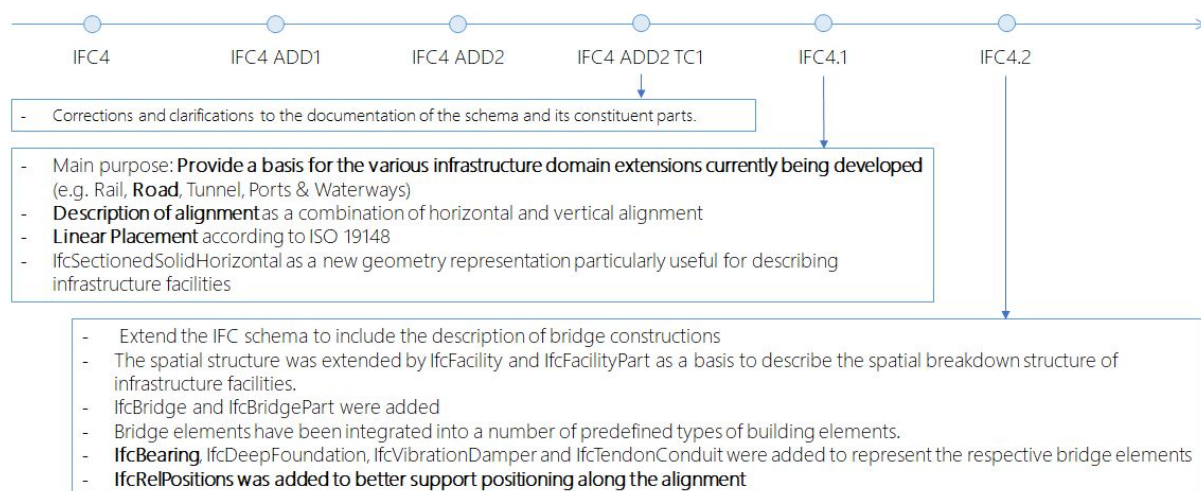 IFC4 IFC4 ADD1 IFC4 ADD2 IFC4 ADD2 TC1 IFC4.1 IFC4.2
- Corrections and clarifications to the documentation of the schema and its constituent parts.
- Main purpose: Provide a basis for the various infrastructure domain extensions currently being developed
(e.g. Rail, Road, Tunnel, Ports & Waterways)
- Description of alignment as a combination of horizontal and vertical alignment
- Linear Placement according to ISO 19148
- IfcSectionedSolidHorizontal as a new geometry representation particularly useful for describing
infrastructure facilities
- Extend the IFC schema to include the description of bridge constructions
- The spatial structure was extended by IfcFacility and IfcFacilityPart as a basis to describe the spatial breakdown structure of
infrastructure facilities.
- IfcBridge and IfcBridgePart were added
- Bridge elements have been integrated into a number of predefined types of building elements.
- IfcBearing, IfcDeepFoundation, IfcVibrationDamper and IfcTendonConduit were added to represent the respective bridge elements
- IfcRelPositions was added to better support positioning along the alignment